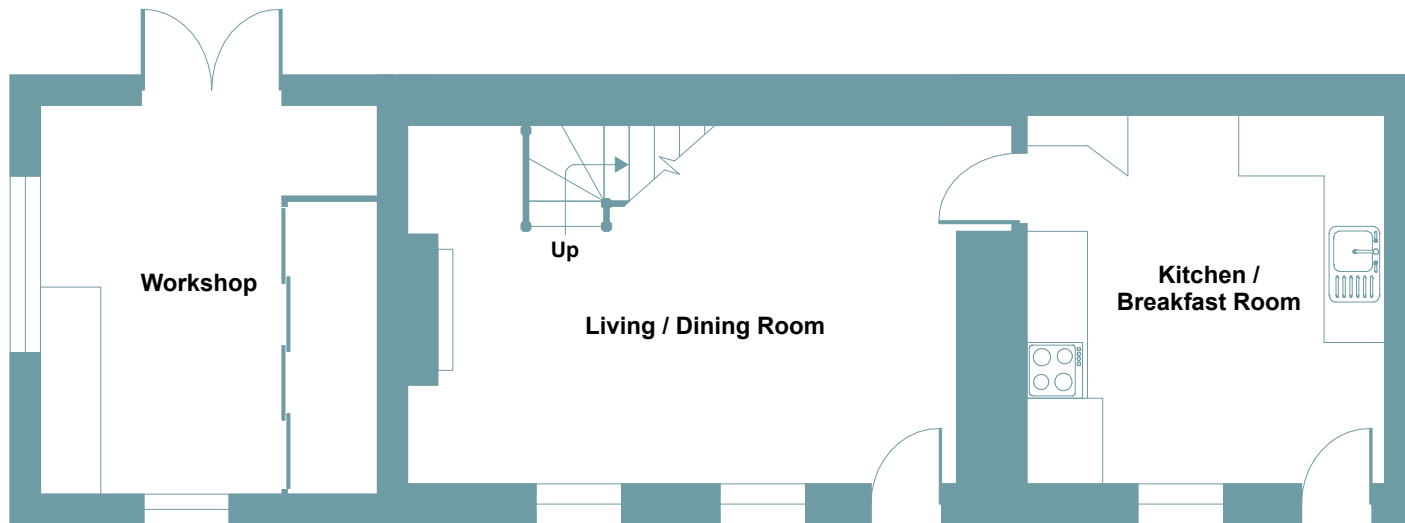 Up
Workshop
Living / Dining Room
Kitchen /
Breakfast Room